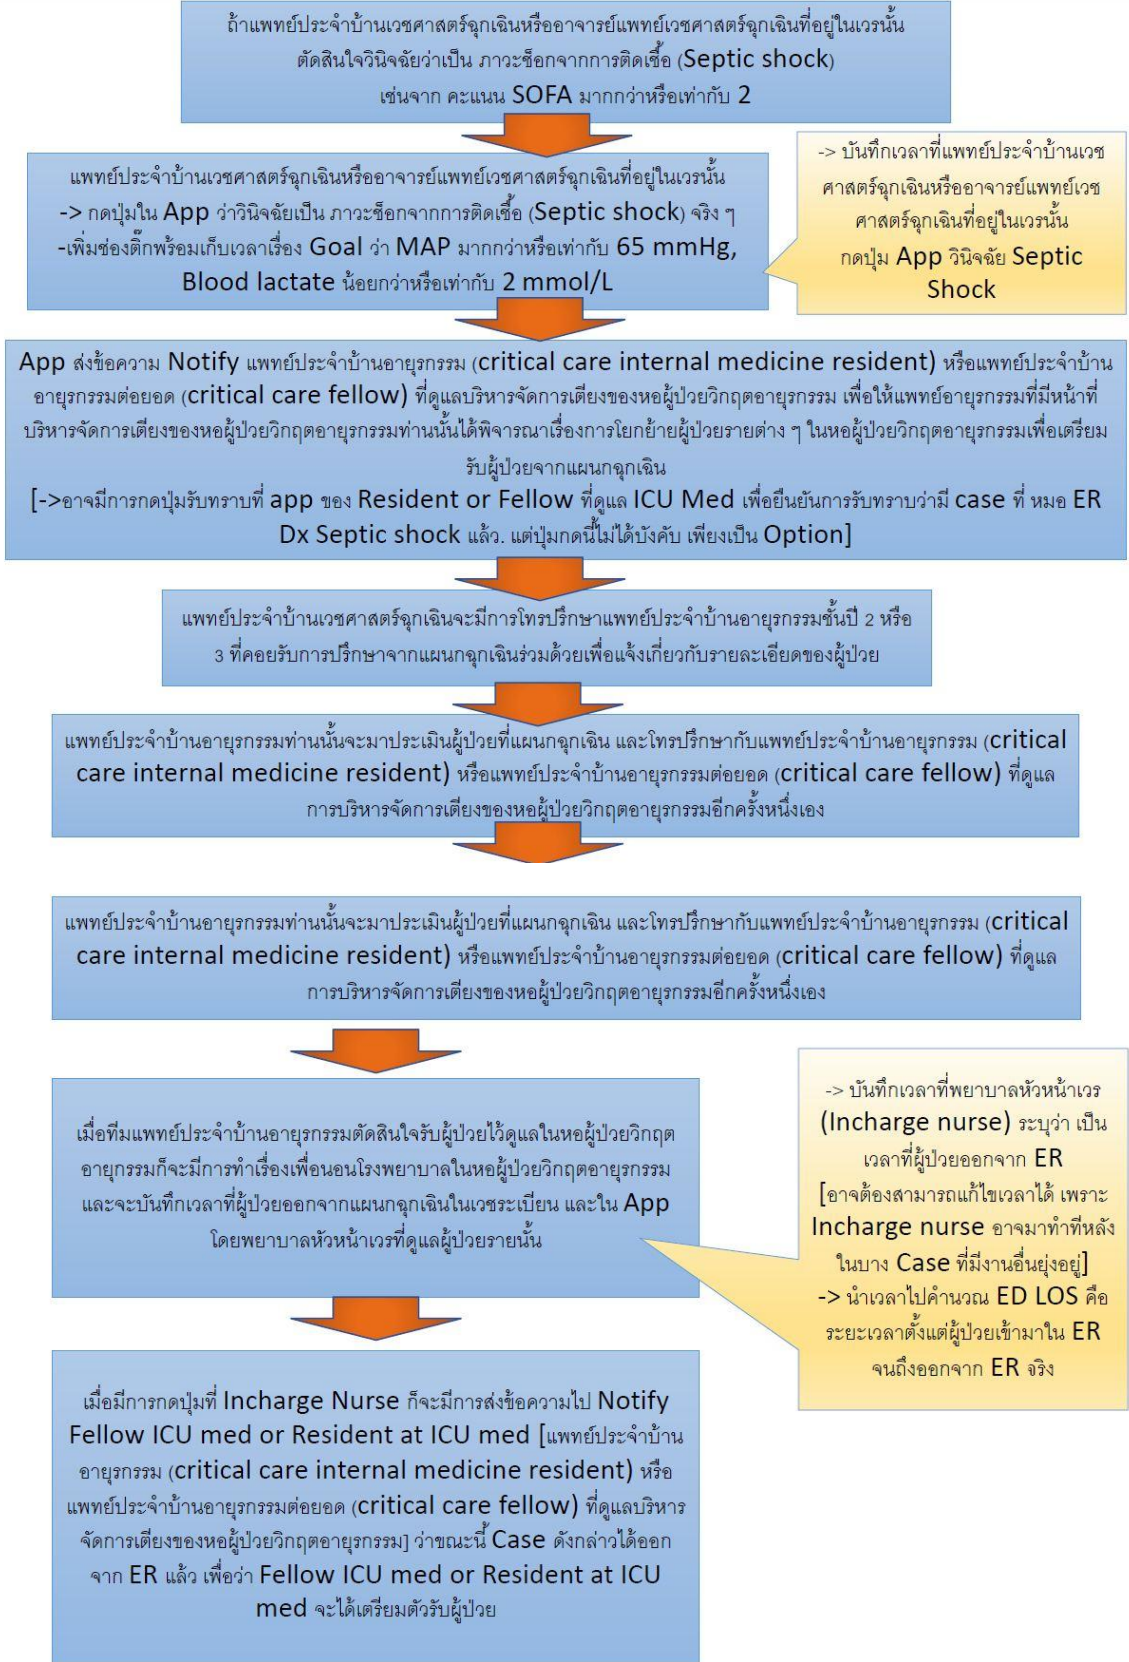 ถ้าแพทย์ประจำบ้านเวชศาสตร์ฉุกเฉินหรืออาจารย์แพทย์เวชศาสตร์ฉุกเฉินที่อยู่ในเวรนั้น
ตัดสินใจวินิจฉัยว่าเป็น ภาวะช็อกจากการติดเชื้อ (Septic shock)
เช่นจาก คะแนน SOFA มากกว่าหรือเท่ากับ 2
แพทย์ประจำบ้านเวชศาสตร์ฉุกเฉินหรืออาจารย์แพทย์เวชศาสตร์ฉุกเฉินที่อยู่ในเวรนั้น
-> กดปุ่มใน App ว่าวินิจฉัยเป็น ภาวะช็อกจากการติดเชื้อ (Septic shock) จริง ๆ
-เพิ่มช่องติ๊กพร้อมเก็บเวลาเรื่อง Goal ว่า MAP มากกว่าหรือเท่ากับ 65 mmHg,
Blood lactate น้อยกว่าหรือเท่ากับ 2 mmol/L
-> บันทึกเวลาที่แพทย์ประจำบ้านเวช
ศาสตร์ฉุกเฉินหรืออาจารย์แพทย์เวช
ศาสตร์ฉุกเฉินที่อยู่ในเวรนั้น
กดปุ่ม App วินิจฉัย Septic
Shock
App ส่งข้อความ Notify แพทย์ประจำบ้านอายุรกรรม (critical care internal medicine resident) หรือแพทย์ประจำบ้าน
อายุรกรรมต่อยอด (critical care fellow) ที่ดูแลบริหารจัดการเตียงของหอผู้ป่วยวิกฤตอายุรกรรม เพื่อให้แพทย์อายุรกรรมที่มีหน้าที่
บริหารจัดการเตียงของหอผู้ป่วยวิกฤตอายุรกรรมท่านนั้นได้พิจารณาเรื่องการโยกย้ายผู้ป่วยรายต่าง ๆ ในหอผู้ป่วยวิกฤตอายุรกรรมเพื่อเตรียม
รับผู้ป่วยจากแผนกฉุกเฉิน
[->อาจมีการกดปุ่มรับทราบที่ app ของ Resident or Fellow ที่ดูแล ICU Med เพื่อยืนยันการรับทราบว่ามี case ที่ หมอ ER
Dx Septic shock แล้ว. แต่ปุ่มกดนี้ไม่ได้บังคับ เพียงเป็น Option]
แพทย์ประจำบ้านเวชศาสตร์ฉุกเฉินจะมีการโทรปรึกษาแพทย์ประจำบ้านอายุรกรรมชั้นปี 2 หรือ
3 ที่คอยรับการปรึกษาจากแผนกฉุกเฉินร่วมด้วยเพื่อแจ้งเกี่ยวกับรายละเอียดของผู้ป่วย
แพทย์ประจำบ้านอายุรกรรมท่านนั้นจะมาประเมินผู้ป่วยที่แผนกฉุกเฉิน และโทรปรึกษากับแพทย์ประจำบ้านอายุรกรรม (critical
care internal medicine resident) หรือแพทย์ประจำบ้านอายุรกรรมต่อยอด (critical care fellow) ที่ดูแล
การบริหารจัดการเตียงของหอผู้ป่วยวิกฤตอายุรกรรมอีกครั้งหนึ่งเอง
แพทย์ประจำบ้านอายุรกรรมท่านนั้นจะมาประเมินผู้ป่วยที่แผนกฉุกเฉิน และโทรปรึกษากับแพทย์ประจำบ้านอายุรกรรม (critical
care internal medicine resident) หรือแพทย์ประจำบ้านอายุรกรรมต่อยอด (critical care fellow) ที่ดูแล
การบริหารจัดการเตียงของหอผู้ป่วยวิกฤตอายุรกรรมอีกครั้งหนึ่งเอง
เมื่อทีมแพทย์ประจำบ้านอายุรกรรมตัดสินใจรับผู้ป่วยไว้ดูแลในหอผู้ป่วยวิกฤต
อายุรกรรมก็จะมีการทำเรื่องเพื่อนอนโรงพยาบาลในหอผู้ป่วยวิกฤตอายุรกรรม
และจะบันทึกเวลาที่ผู้ป่วยออกจากแผนกฉุกเฉินในเวชระเบียน และใน App
โดยพยาบาลหัวหน้าเวรที่ดูแลผู้ป่วยรายนั้น
-> บันทึกเวลาที่พยาบาลหัวหน้าเวร
(Incharge nurse) ระบุว่า เป็น
เวลาที่ผู้ป่วยออกจาก ER
[อาจต้องสามารถแก้ไขเวลาได้ เพราะ
Incharge nurse อาจมาทำทีหลัง
ในบาง Case ที่มีงานอื่นยุ่งอยู่]
-> นำเวลาไปคำนวณ ED LOS คือ
ระยะเวลาตั้งแต่ผู้ป่วยเข้ามาใน ER
จนถึงออกจาก ER จริง
เมื่อมีการกดปุ่มที่ Incharge Nurse ก็จะมีการส่งข้อความไป Notify
Fellow ICU med or Resident at ICU med [แพทย์ประจำบ้าน
อายุรกรรม (critical care internal medicine resident) หรือ
แพทย์ประจำบ้านอายุรกรรมต่อยอด (critical care fellow) ที่ดูแลบริหาร
จัดการเตียงของหอผู้ป่วยวิกฤตอายุรกรรม] ว่าขณะนี้ Case ดังกล่าวได้ออก
จาก ER แล้ว เพื่อว่า Fellow ICU med or Resident at ICU
med จะได้เตรียมตัวรับผู้ป่วย